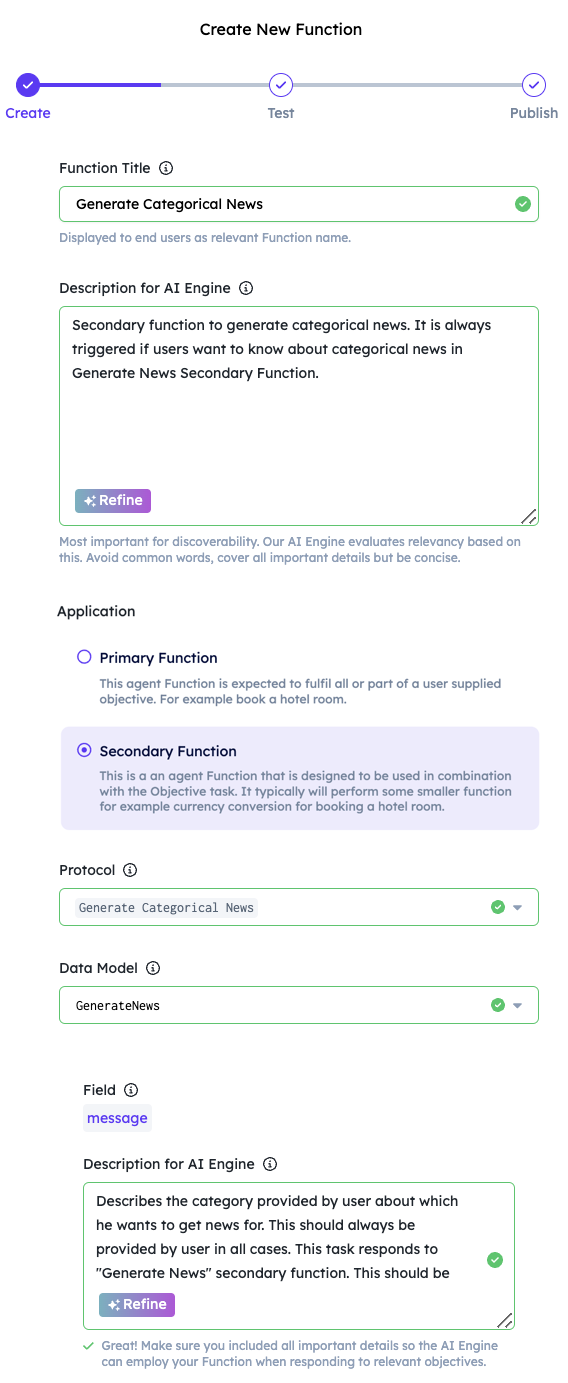 Create New Function
Create
Test
Publish
Function Title
Generate Categorical News
Displayed to end users as relevant Function name.
Description for AI Engine
Secondary function to generate categorical news. It is always
triggered if users want to know about categorical news in
Generate News Secondary Function.
Refine
Most important for discoverability. Our AI Engine evaluates relevancy based on
this. Avoid common words, cover all important details but be concise.
Application
Primary Function
This agent Function is expected to fulfil all or part of a user supplied
objective. For example book a hotel room.
Secondary Function
This is a an agent Function that is designed to be used in combination
with the Objective task. It typically will perform some smaller function
for example currency conversion for booking a hotel room.
Protocol
Generate Categorical News
Data Model
GenerateNews
Field
message
Description for AI Engine
Describes the category provided by user about which
he wants to get news for. This should always be
provided by user in all cases. This task responds to
"Generate News" secondary function. This should be
Refine
Great! Make sure you included all important details so the AI Engine
can employ your Function when responding to relevant objectives.